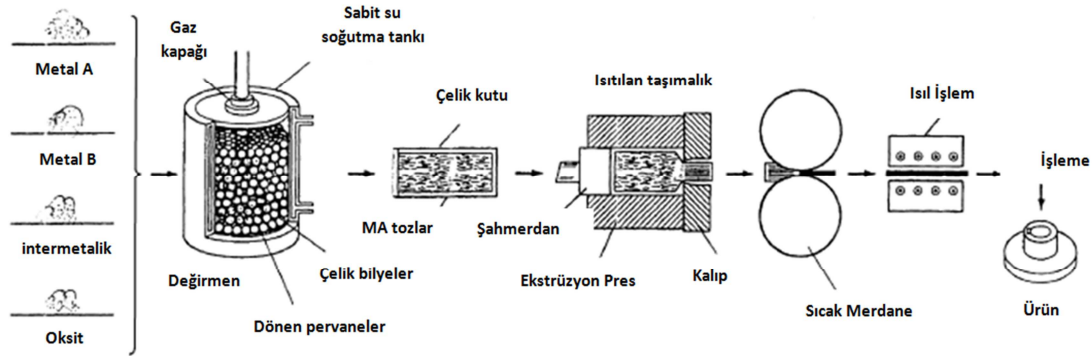 Metal A
Metal B
intermetalik
Oksit
Gaz
kapağı
Sabit su
soğutma tankı
Değirmen
Çelik bilyeler
Dönen pervaneler
Çelik kutu
MA tozlar
Isıtılan taşımalık
Şahmerdan
Ekstrüzyon Pres
Kalıp
Sıcak Merdane
Isıl İşlem
İşleme
Ürün